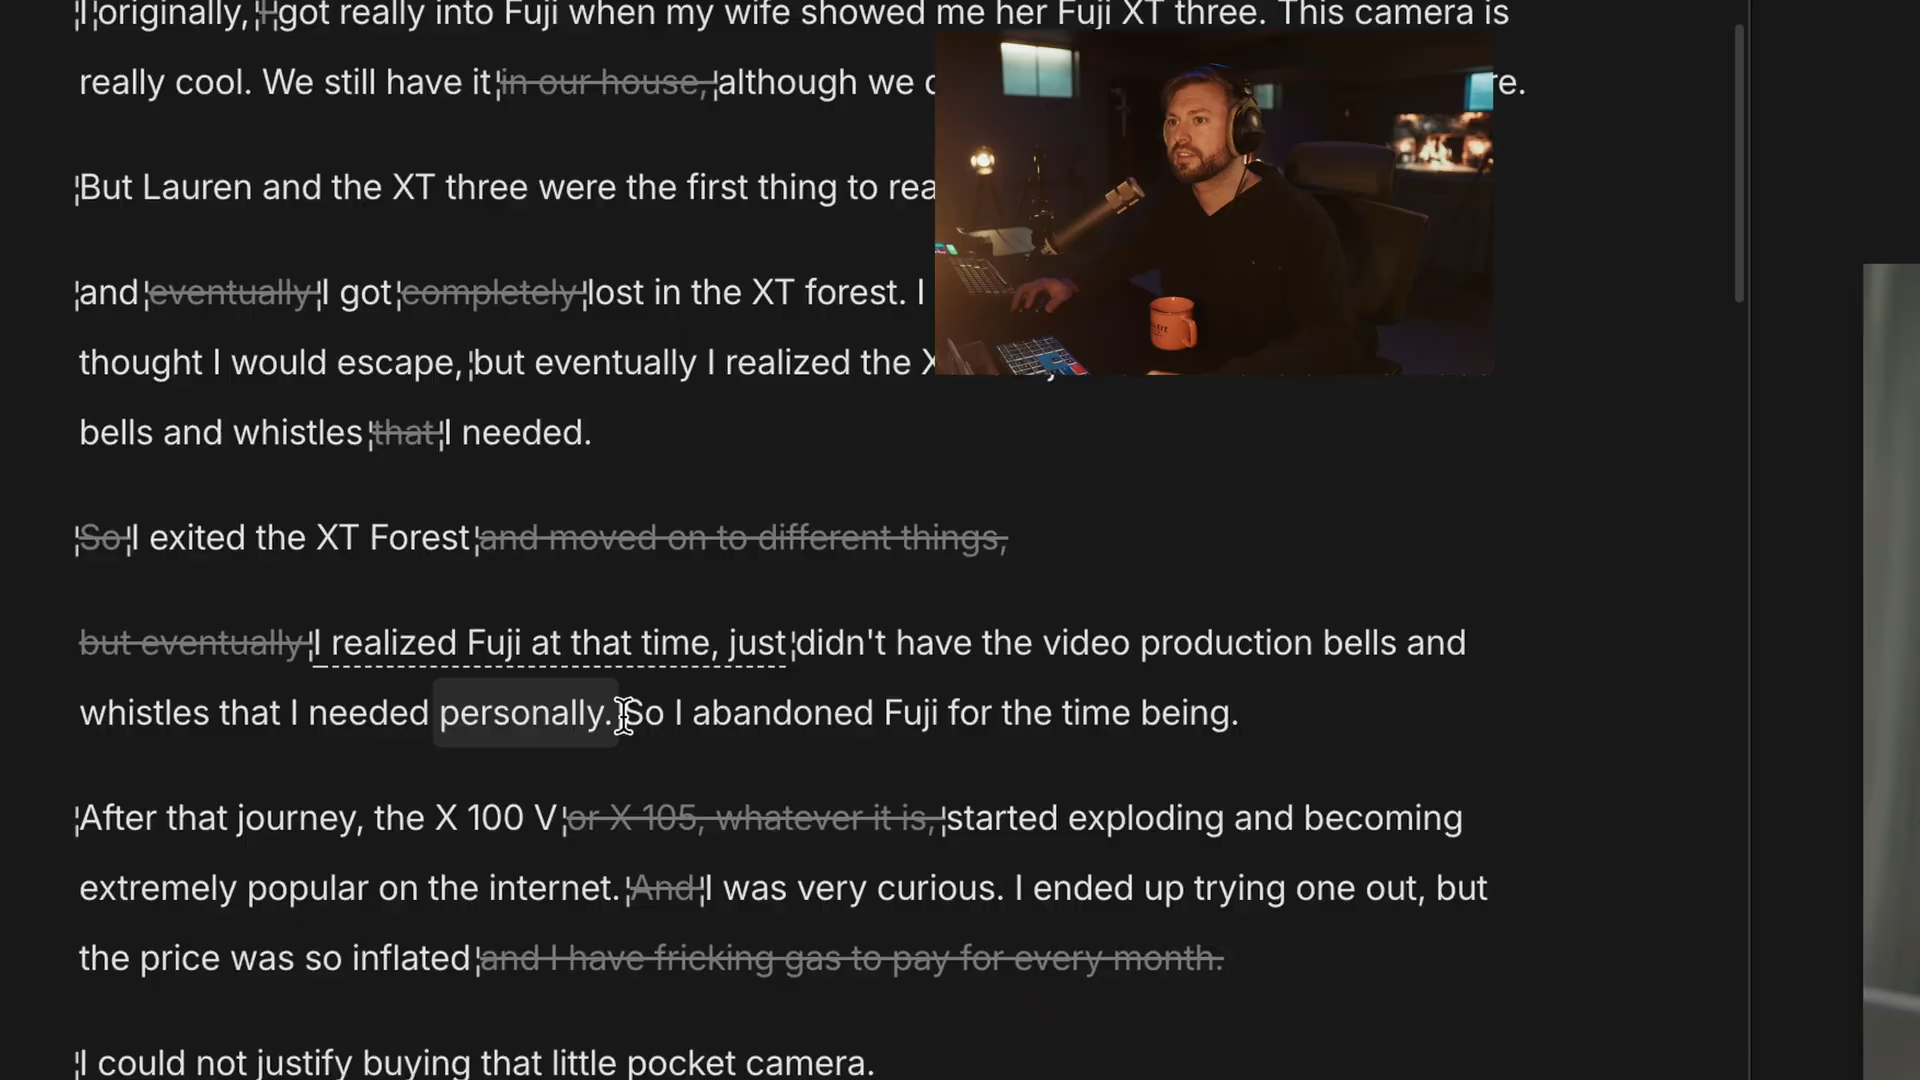 originally, I got really into Fuji when my wife showed me her Fuji XT three. This camera is
really cool. We still have it in our house, although we re.
But Lauren and the XT three were the first thing to
and eventually I got completely lost in the XT forest. I
thought I would escape, but eventually I realized the
bells and whistles that I needed.
So I exited the XT Forest and moved on to different things,
but eventually I realized Fuji at that time, just didn't have the video production bells and
whistles that I needed personally. So I abandoned Fuji for the time being.
After that journey, the X 100 V or X 105, whatever it is, started exploding and becoming
extremely popular on the internet. And I was very curious. I ended up trying one out, but
the price was so inflated and I have fricking gas to pay for every month.
I could not justify buying that little pocket camera.